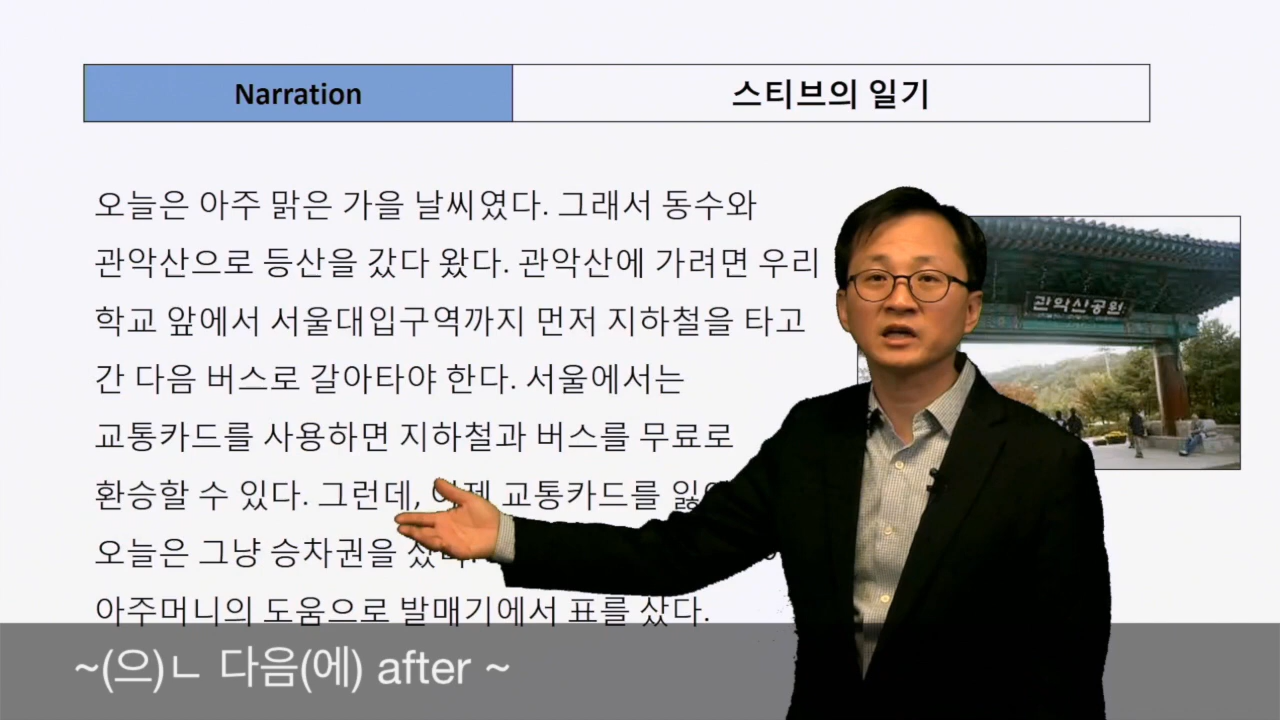 Narration
스티브의 일기
오늘은 아주 맑은 가을 날씨였다. 그래서 동수와
관악산으로 등산을 갔다 왔다. 관악산에 가려면 우리
학교 앞에서 서울대입구역까지 먼저 지하철을 타고
간 다음 버스로 갈아타야 한다. 서울에서는
교통카드를 사용하면 지하철과 버스를 무료로
환승할 수 있다. 그런데, 어제 교통카드를
오늘은 그냥 승차권을 샀다.
아주머니의 도움으로 발매기에서 표를 샀다.
관악산공원
~(으)ㄴ 다음(에) after ~